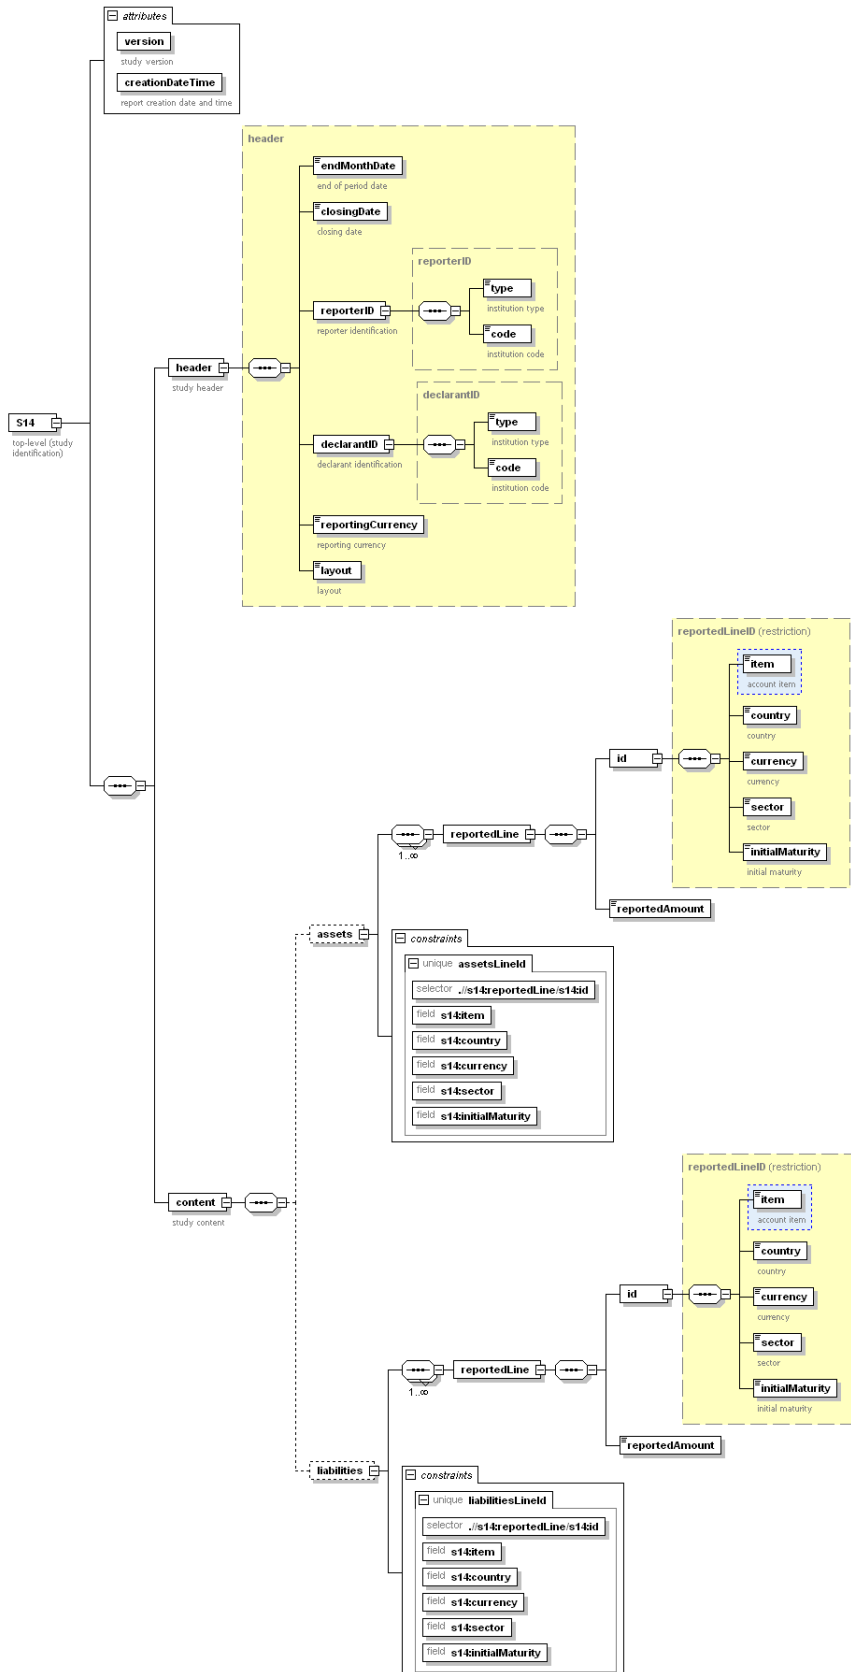 attributes
version
study version
creationDateTime
report creation date and time
header
endMonthDate
end of period date
closingDate
closing date
reporterID
type
institution type
reporterID
reporter identification
code
institution code
header
study header
declarantID
type
institution type
S14
top-level (study
identification)
declarantID
declarant identification
code
institution code
reportingCurrency
reporting currency
layout
layout
reportedLineID (restriction)
item
account item
country
country
id
currency
currency
sector
sector
reportedLine
1..∞
initialMaturity
initial maturity
reportedAmount
assets
constraints
unique assetsLineId
selector .//s14:reportedLine/s14:id
field s14:item
field s14:country
field s14:currency
field s14:sector
field s14:initialMaturity
reportedLineID (restriction)
content
study content
item
account item
country
country
id
currency
currency
sector
sector
reportedLine
1..∞
initialMaturity
initial maturity
reportedAmount
liabilities
constraints
unique liabilitiesLineId
selector .//s14:reportedLine/s14:id
field s14:item
field s14:country
field s14:currency
field s14:sector
field s14:initialMaturity